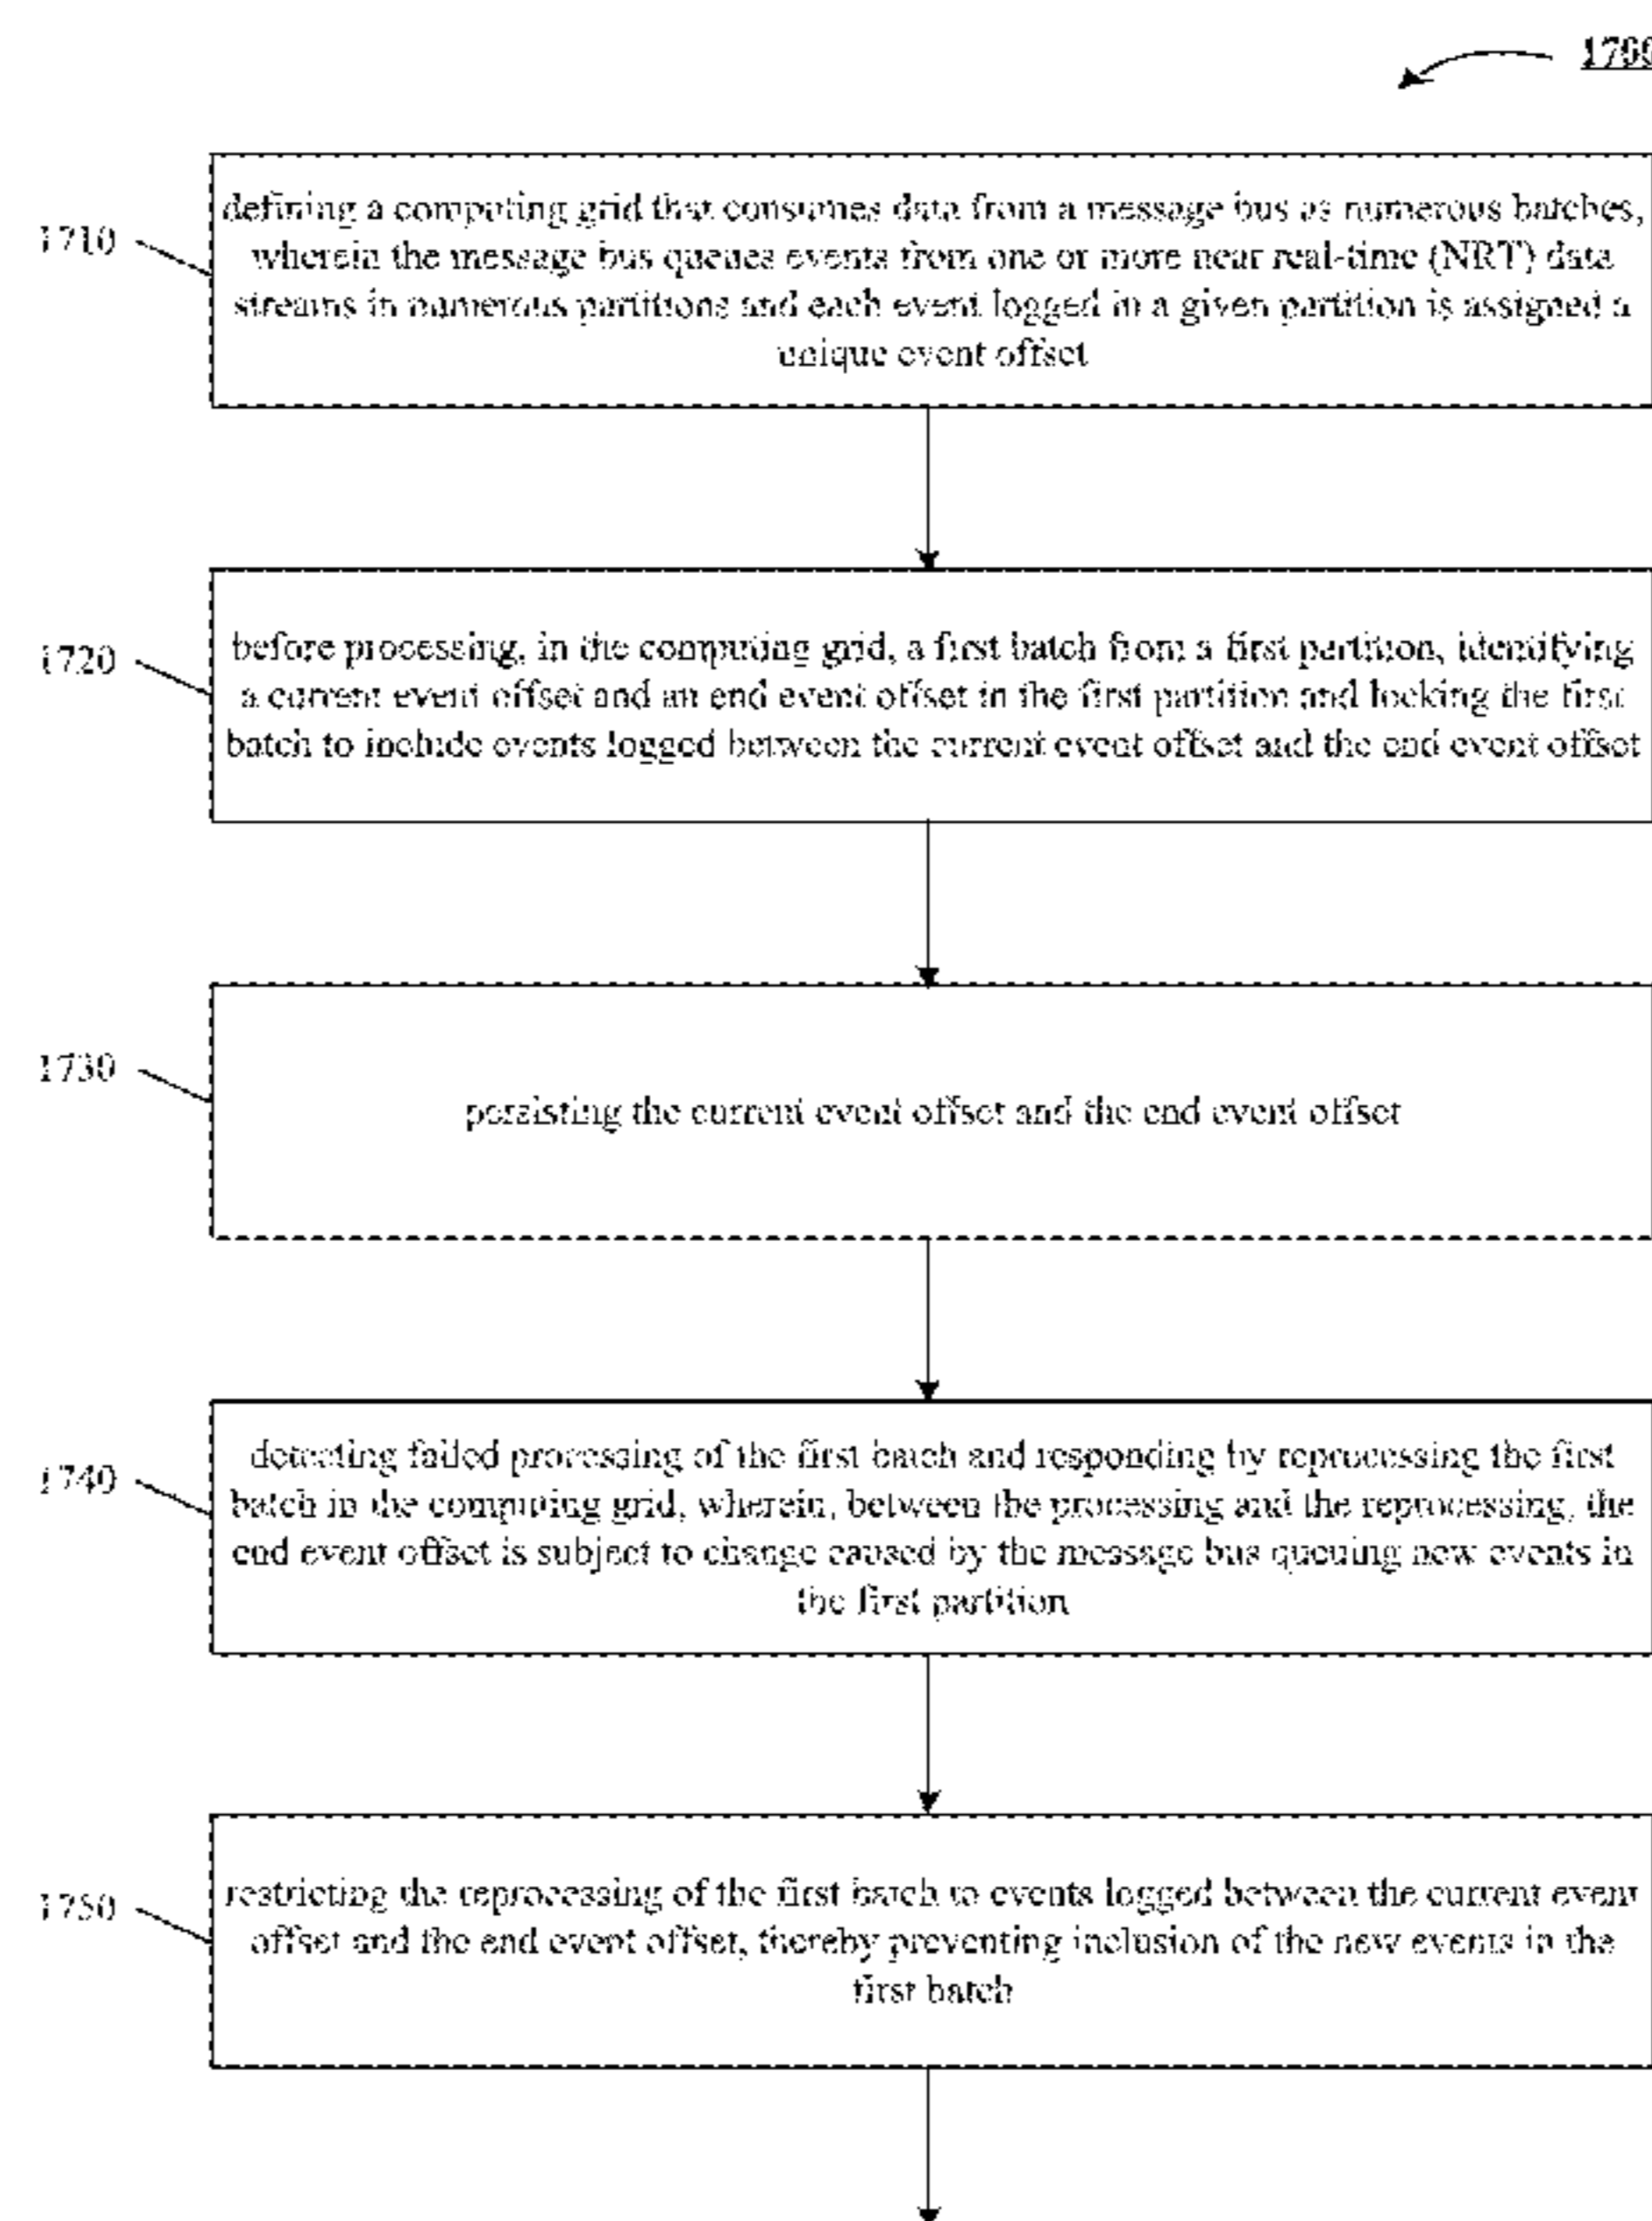 1700
defining a computing grid that consumes data from a message bus as numerous batches,
1710
wherein the message bus queues events from one or more near real-time (NRT) data
streams in numerous partitions and each event logged in a given partition is assigned a
unique event offset
before processing, in the computing grid, a first batch from a first partition, identifying
1720
a current event offset and an end event offset in the first partition and locking the first
batch to include events logged between the current event offset and the end event offset
1730
persisting the current event offset and the end event offset
detecting failed processing of the first batch and responding by reprocessing the first
1740
batch in the computing grid, wherein, between the processing and the reprocessing, the
end event offset is subject to change caused by the message bus queuing new events in
the first partition
restricting the reprocessing of the first batch to events logged between the current event
1750
offset and the end event offset, thereby preventing inclusion of the new events in the
first batch